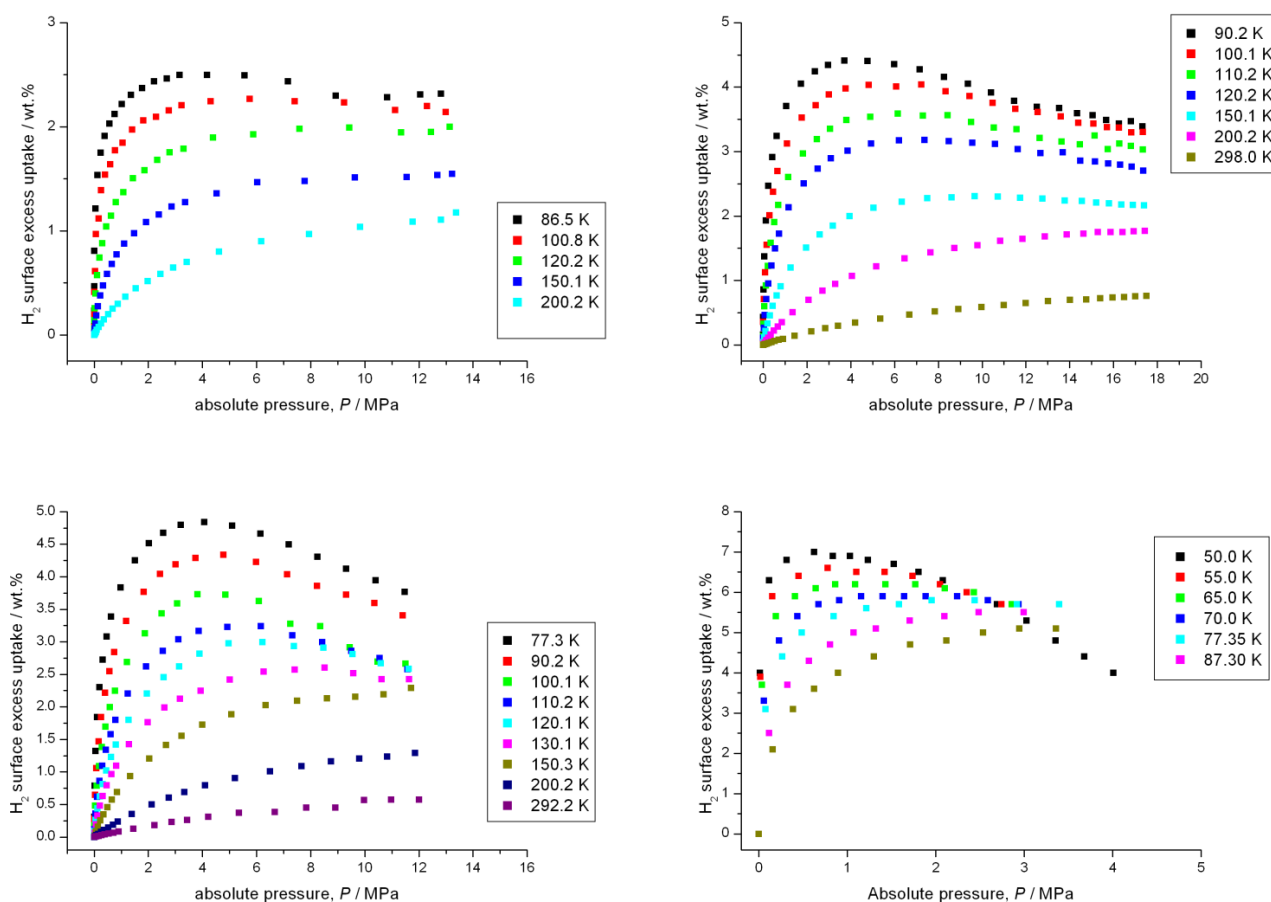 3
2
1
0
H2 surface excess uptake / wt.%
0 2 4 6 8 10 12 14 16
absolute pressure, P / MPa
86.5 K
100.8 K
120.2 K
150.1 K
200.2 K
5
4
3
2
1
0
H2 surface excess uptake / wt.%
0 2 4 6 8 10 12 14 16 18 20
absolute pressure, P / MPa
90.2 K
100.1 K
110.2 K
120.2 K
150.1 K
200.2 K
298.0 K
5.0
4.5
4.0
3.5
3.0
2.5
2.0
1.5
1.0
0.5
0.0
H2 surface excess uptake / wt.%
0 2 4 6 8 10 12 14 16
absolute pressure, P / MPa
77.3 K
90.2 K
100.1 K
110.2 K
120.1 K
130.1 K
150.3 K
200.2 K
292.2 K
8
7
6
5
4
3
2
1
0
H2 surface excess uptake / wt.%
0 1 2 3 4 5
Absolute pressure, P / MPa
50.0 K
55.0 K
65.0 K
70.0 K
77.35 K
87.30 K